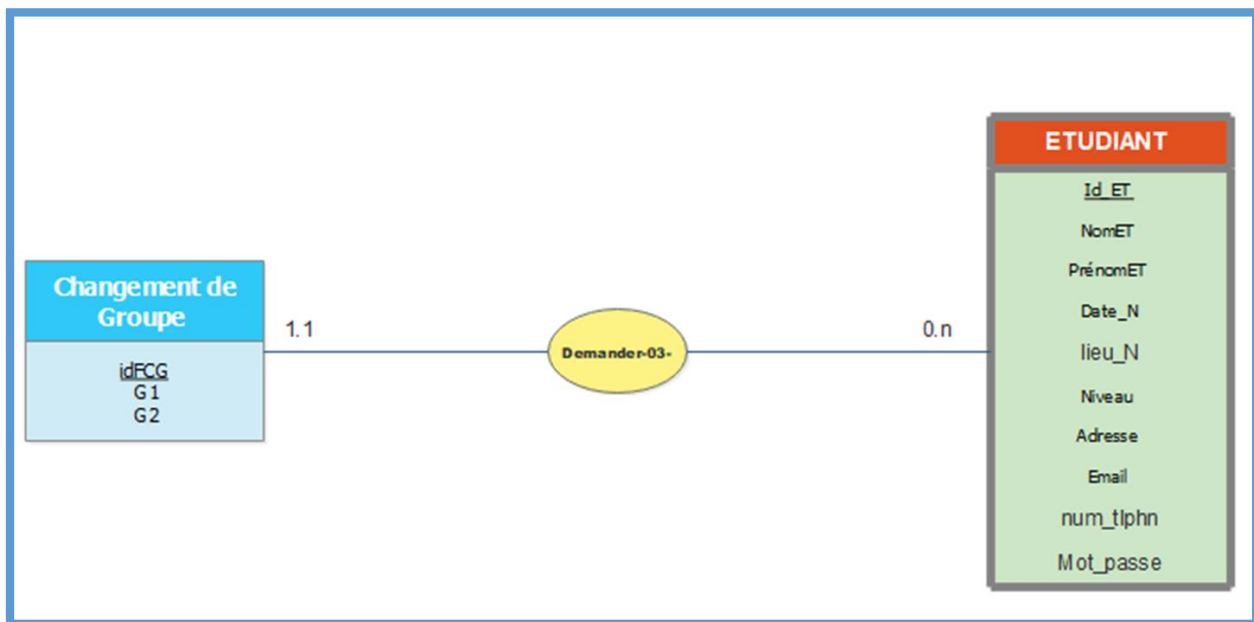 Changement de
Groupe
idFCG
G1
G2
1.1
Demander-03-
0.n
ETUDIANT
Id_ET
NomET
PrénomET
Date_N
lieu_N
Niveau
Adresse
Email
num_tlphn
Mot_passe